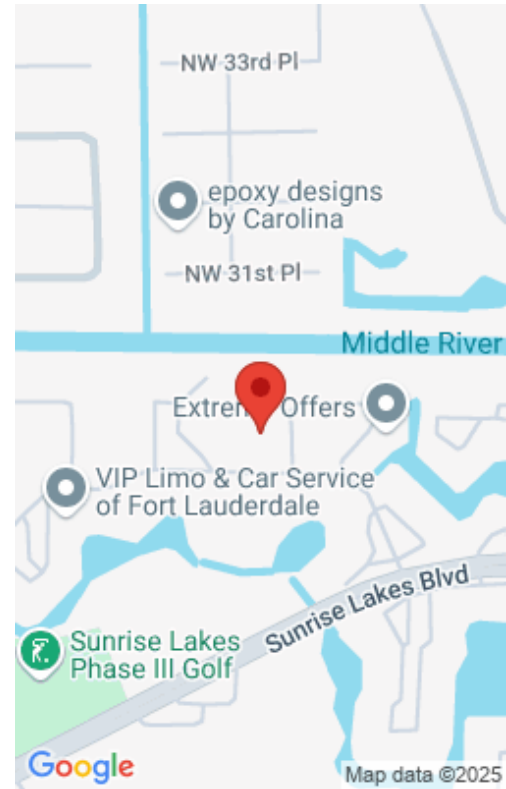 NW 33rd Pl
epoxy designs
by Carolina
NW 31st Pl
Middle River
Extreme Offers
VIP Limo & Car Service
of Fort Lauderdale
Sunrise Lakes Blvd
Sunrise Lakes
Phase III Golf
Google
Map data ©2025